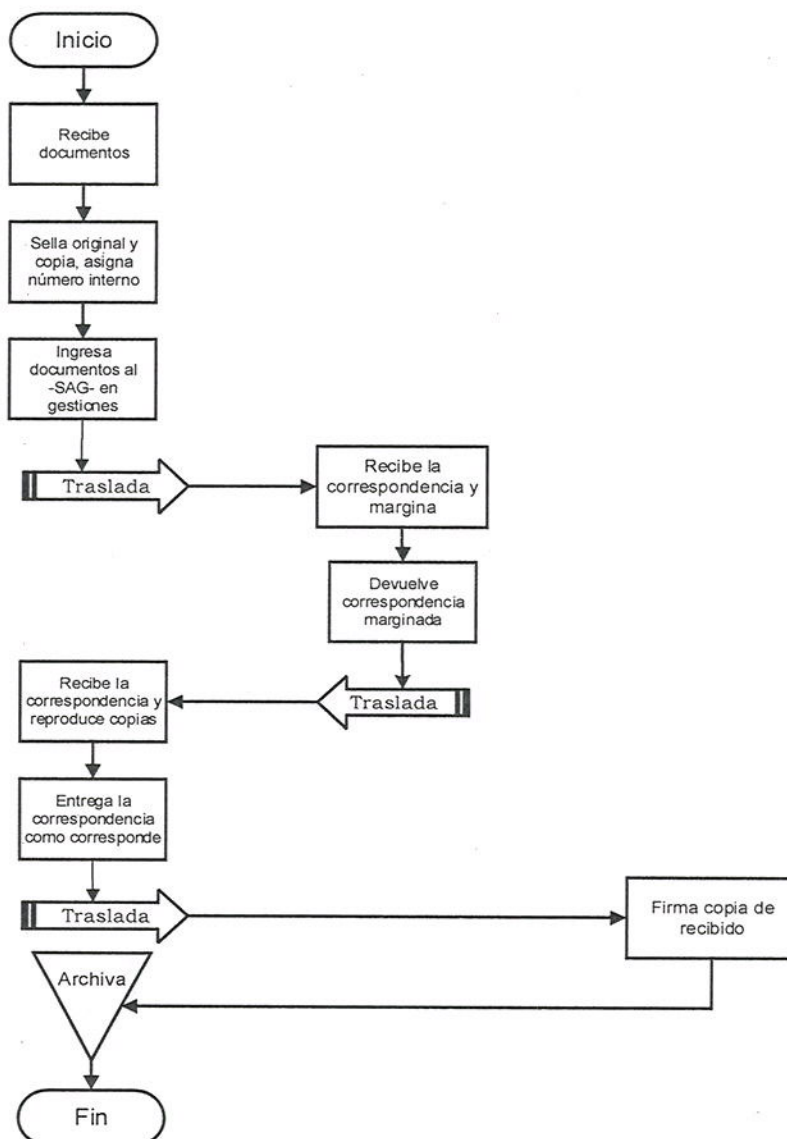 Inicio
Recibe
documentos
Sella original y
copia, asigna
número interno
Ingresa
documentos al
-SAG- en
gestiones
Traslada
Recibe la
correspondencia y
margina
Devuelve
correspondencia
marginada
Traslada
Recibe la
correspondencia y
reproduce copias
Entrega la
correspondencia
como corresponde
Traslada
Firma copia de
recibido
Archiva
Fin